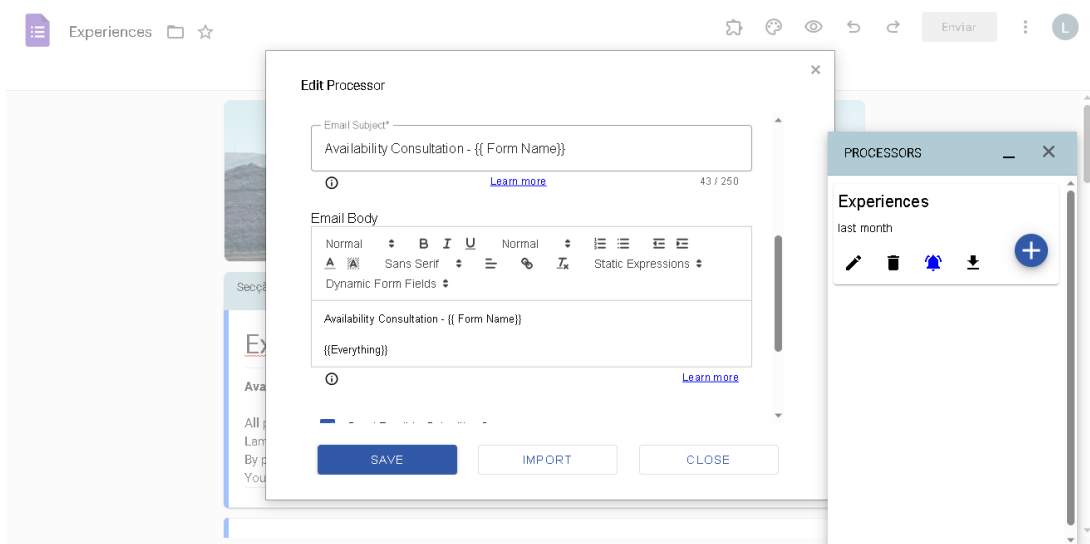 Experiences
Enviar
L
Edit Processor
Email Subject*
Availability Consultation - {{ Form Name}}
Learn more
43 / 250
Email Body
Normal B I U Normal
A A Sans Serif Tx Static Expressions
Dynamic Form Fields
Availability Consultation - {{ Form Name}}
{{Everything}}
Learn more
SAVE
IMPORT
CLOSE
PROCESSORS
Experiences
last month
Secçã
Ex
Ava
All p
Lam
By p
You